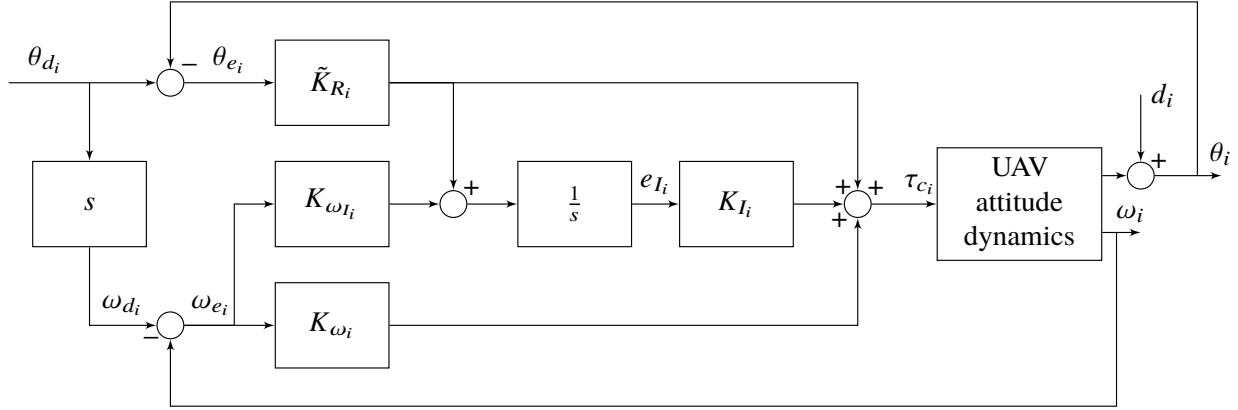 θ_{d_i}
−
θ_{e_i}
K̃_{R_i}
d_i
s
K_{ω_{I_i}}
+
1/s
e_{I_i}
K_{I_i}
+
+
+
τ_{c_i}
UAV
attitude
dynamics
+
θ_i
ω_i
ω_{d_i}
−
ω_{e_i}
K_{ω_i}